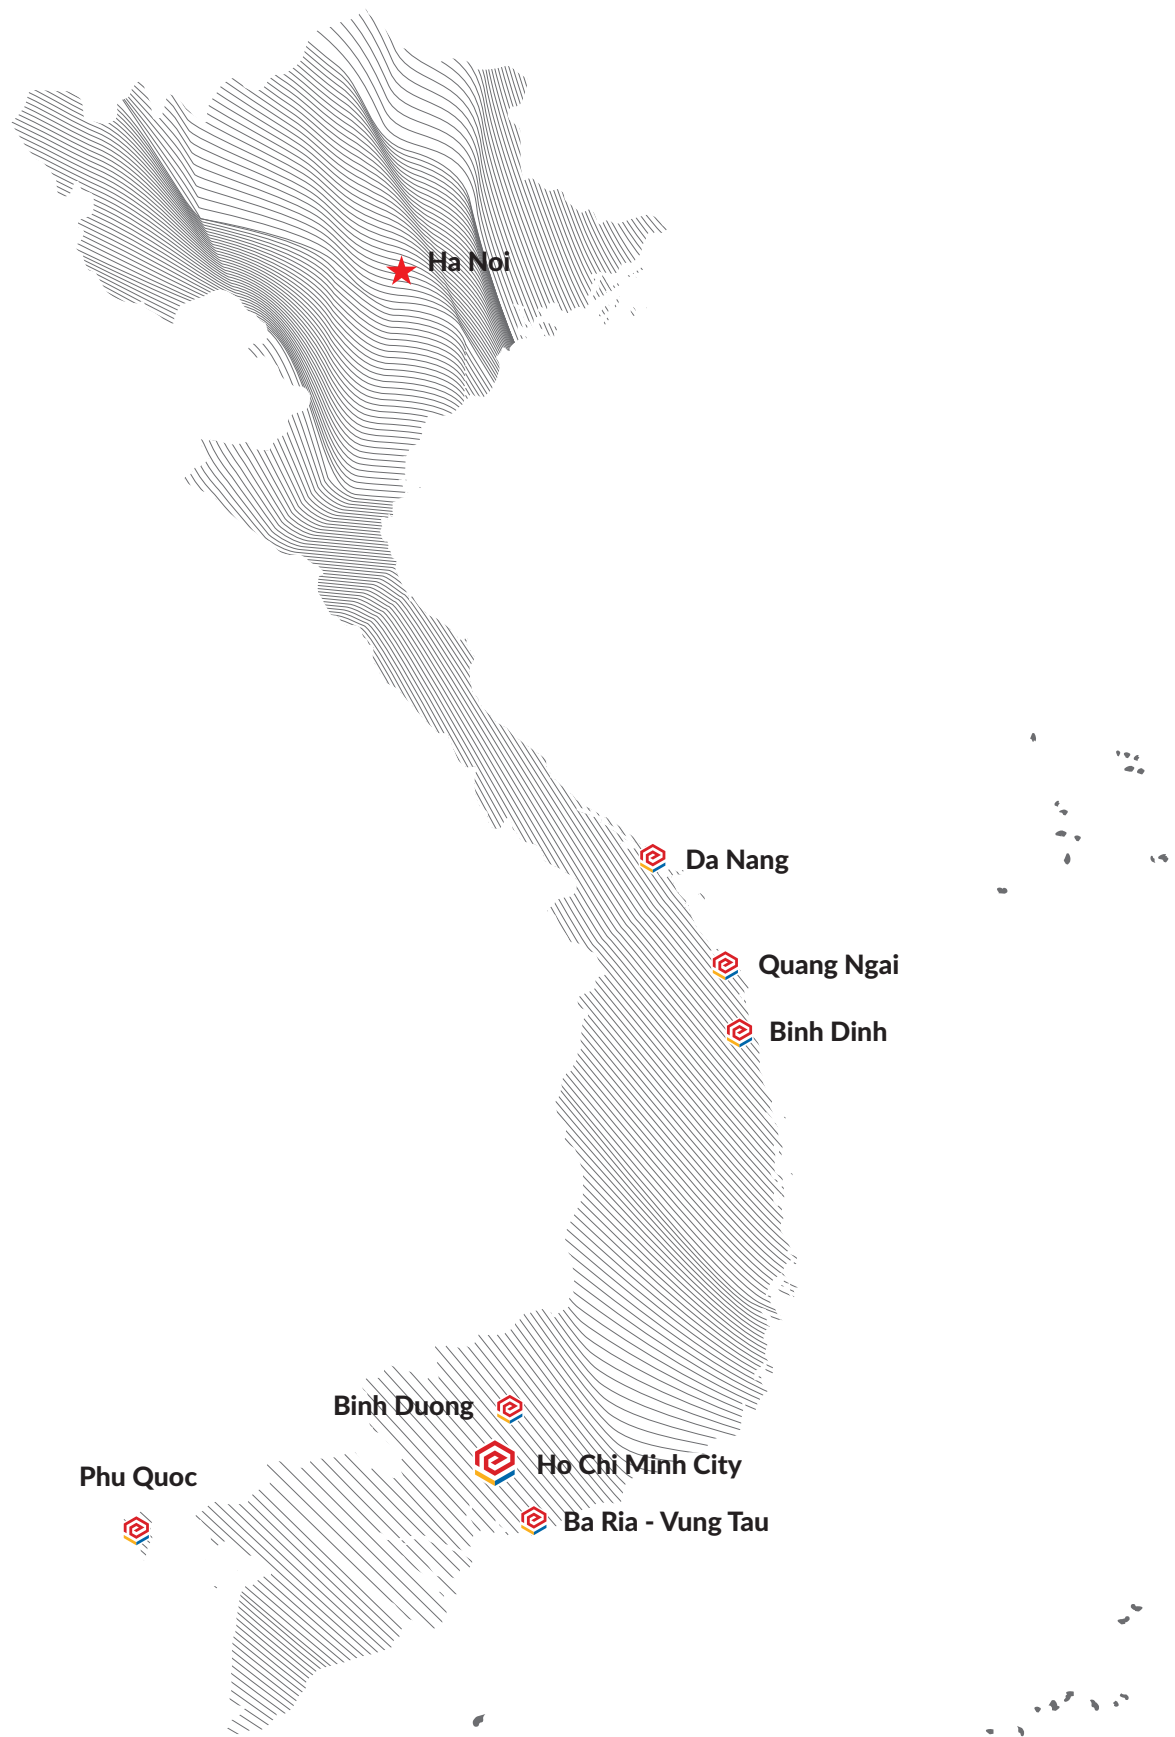 Ha Noi
Da Nang
Quang Ngai
Binh Dinh
Binh Duong
Ho Chi Minh City
Phu Quoc
Ba Ria - Vung Tau